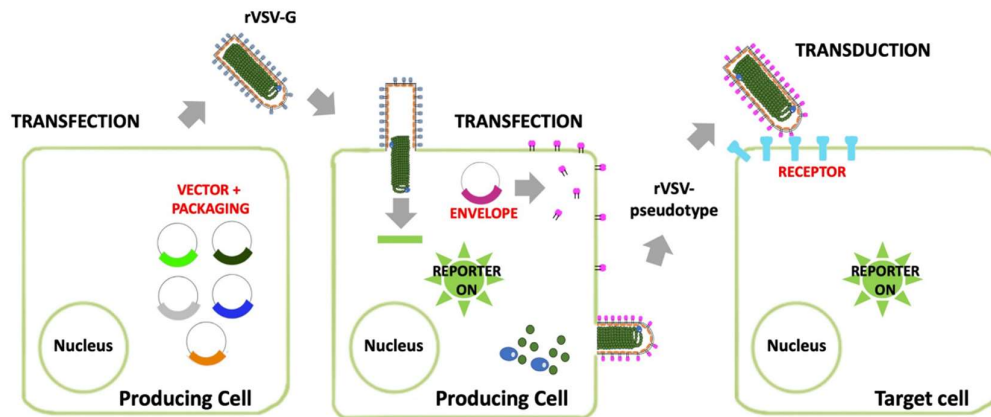 rVSV-G
TRANSFECTION
VECTOR +
PACKAGING
Nucleus
Producing Cell
TRANSFECTION
ENVELOPE
REPORTER
ON
Nucleus
Producing Cell
rVSV-
pseudotype
TRANSDUCTION
RECEPTOR
REPORTER
ON
Nucleus
Target cell